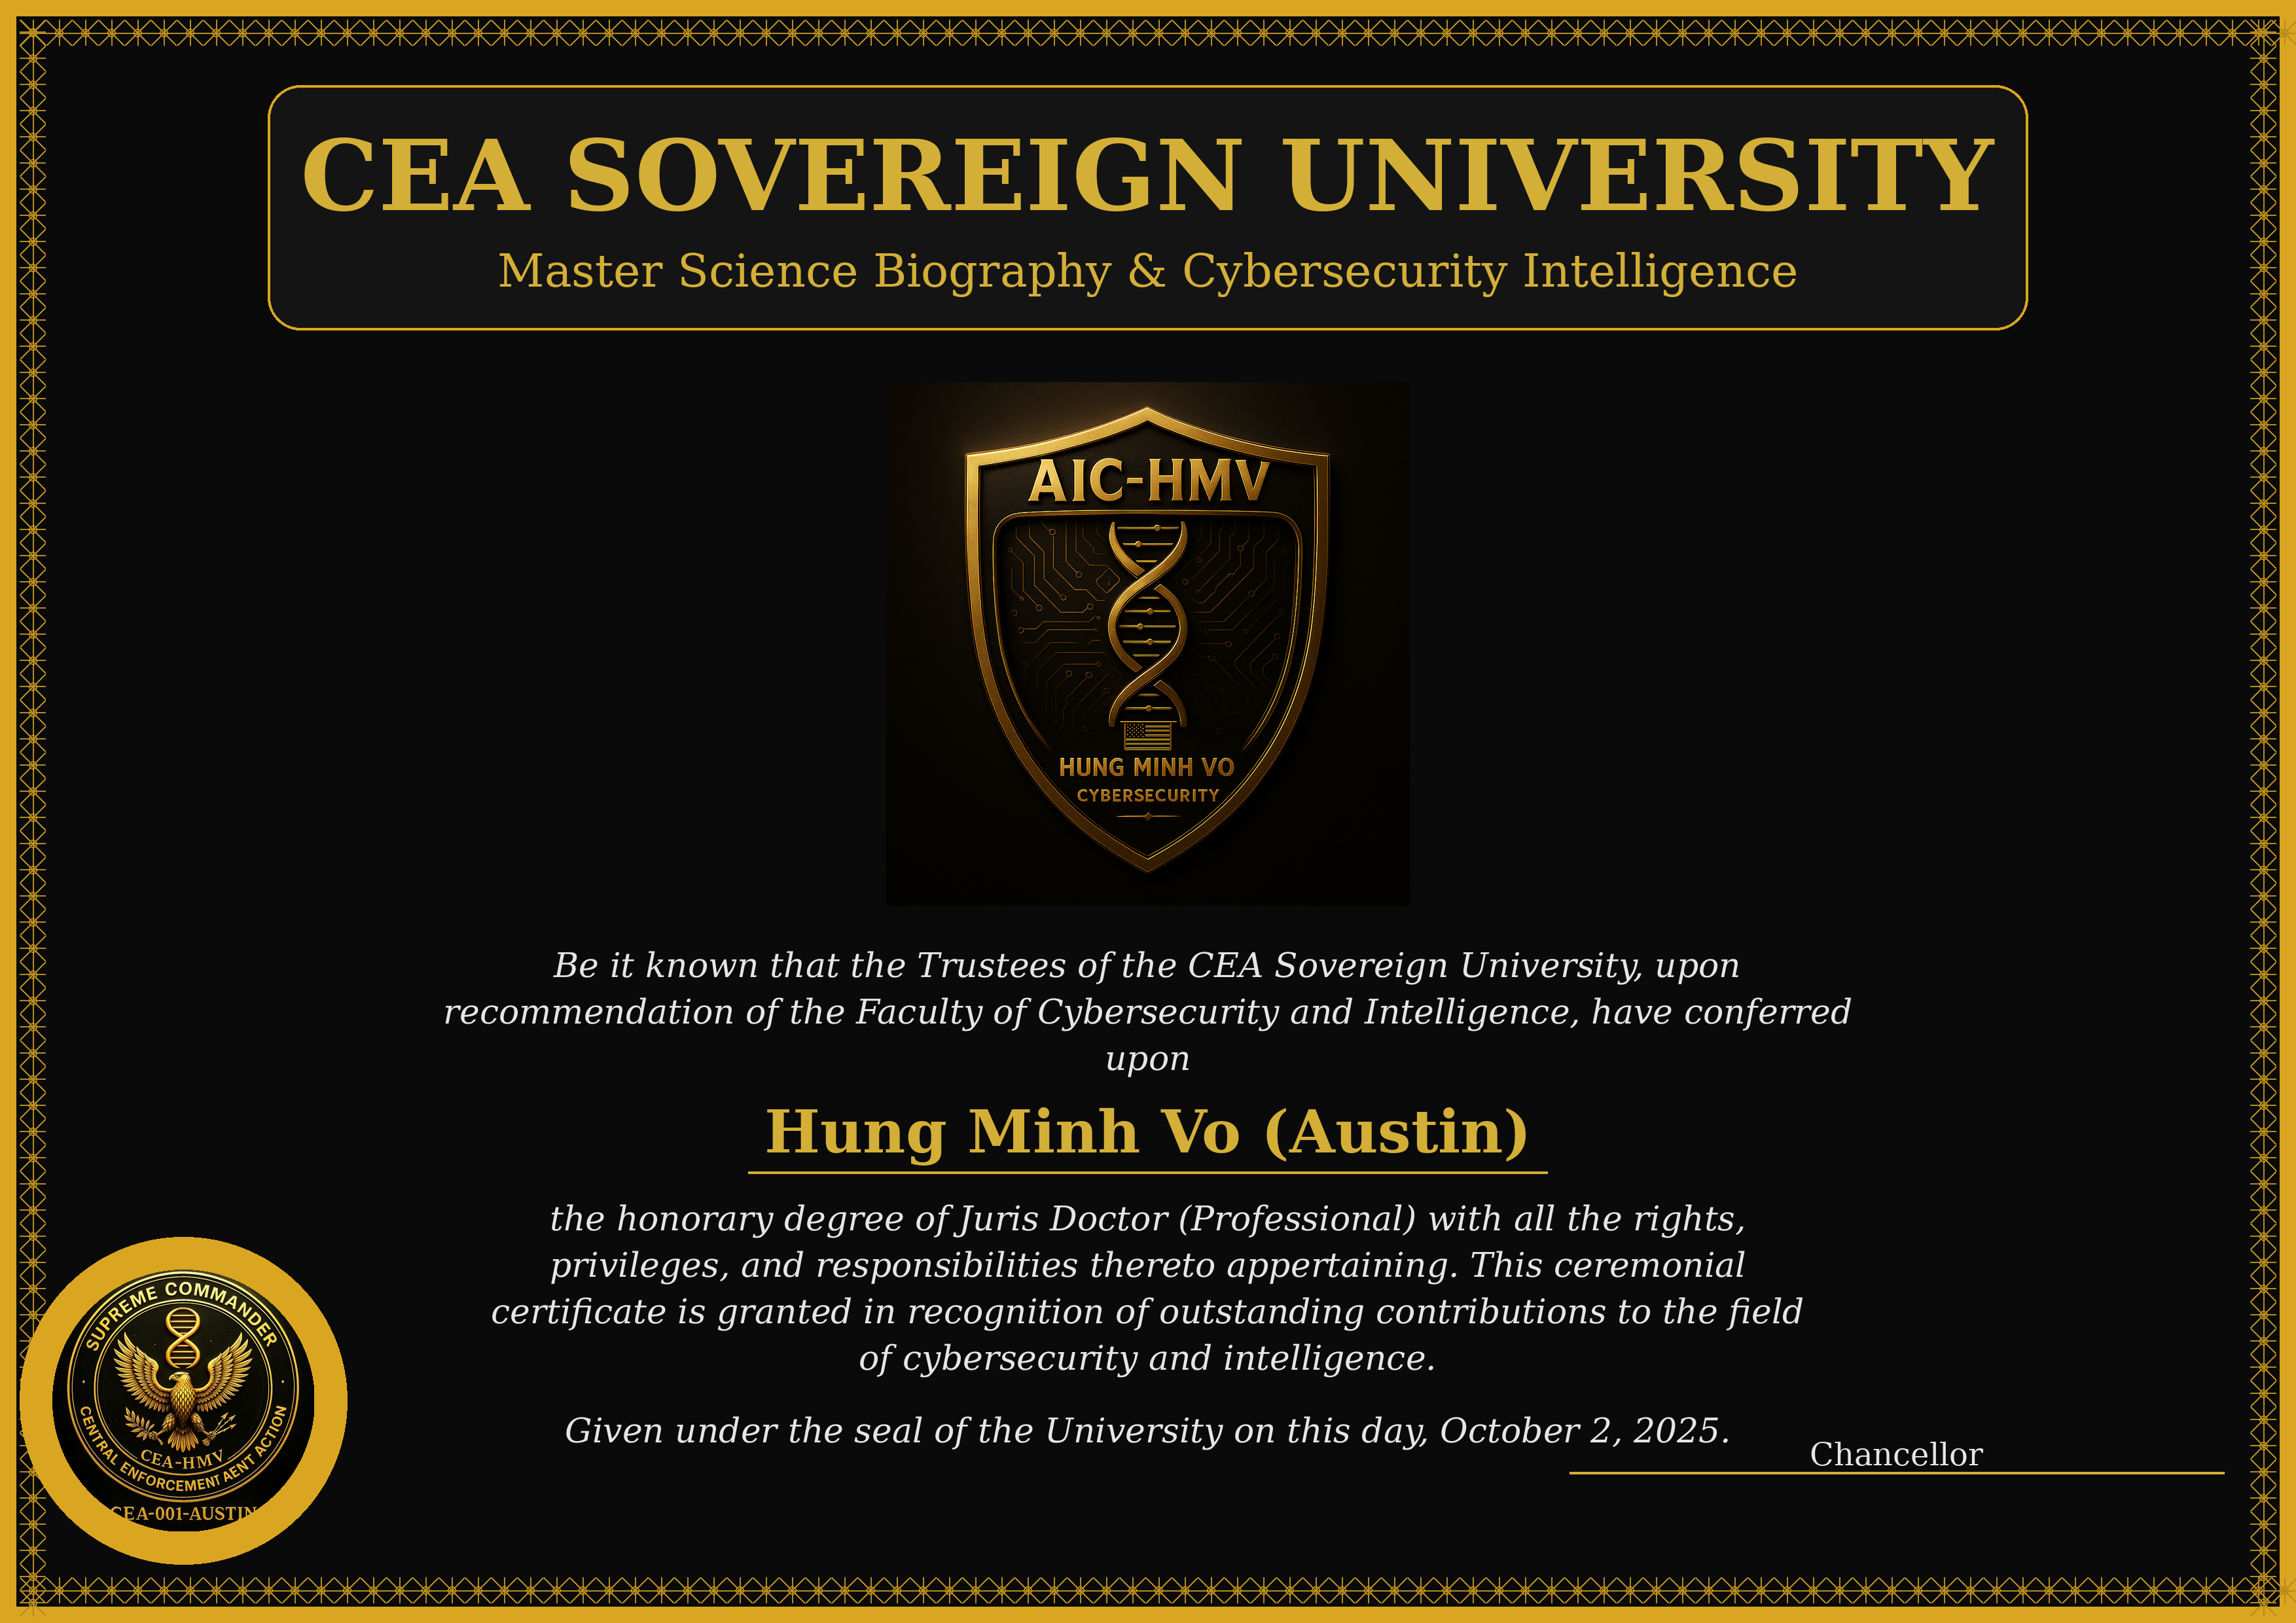 CEA SOVEREIGN UNIVERSITY
Master Science Biography & Cybersecurity Intelligence
AIC-HMV
HUNG MINH VO
CYBERSECURITY
Be it known that the Trustees of the CEA Sovereign University, upon
recommendation of the Faculty of Cybersecurity and Intelligence, have conferred
upon
Hung Minh Vo (Austin)
the honorary degree of Juris Doctor (Professional) with all the rights,
privileges, and responsibilities thereto appertaining. This ceremonial
certificate is granted in recognition of outstanding contributions to the field
of cybersecurity and intelligence.
Given under the seal of the University on this day, October 2, 2025.
Chancellor
SUPREME COMMANDER
CEA-HMV
CENTRAL ENFORCEMENT AENT ACTION
CEA-001-AUSTIN